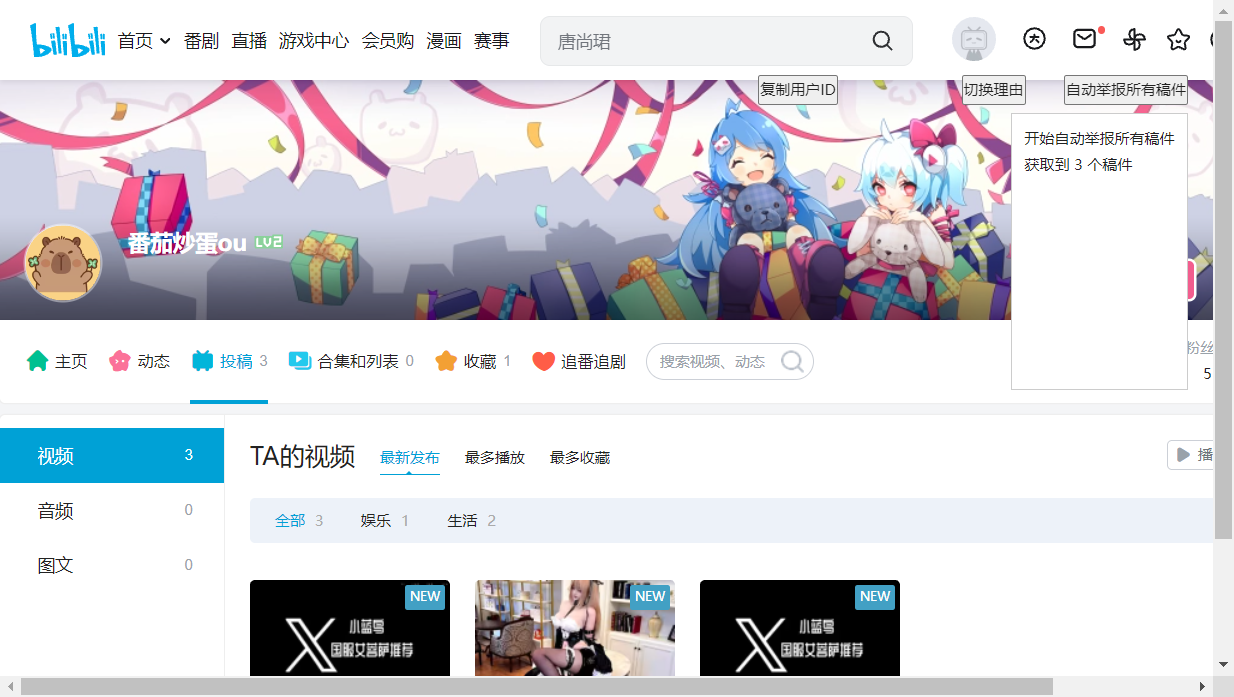 bilibili 首页 番剧 直播 游戏中心 会员购 漫画 赛事 唐尚珺
复制用户ID 切换理由 自动举报所有稿件
开始自动举报所有稿件
获取到 3 个稿件
番茄炒蛋ou LV2
主页 动态 投稿 3 合集和列表 0 收藏 1 追番追剧 搜索视频、动态 粉丝
5
视频 3
音频 0
图文 0
TA的视频 最新发布 最多播放 最多收藏 播
全部 3 娱乐 1 生活 2
NEW NEW NEW
小蓝鸟
国服女菩萨推荐
小蓝鸟
国服女菩萨推荐